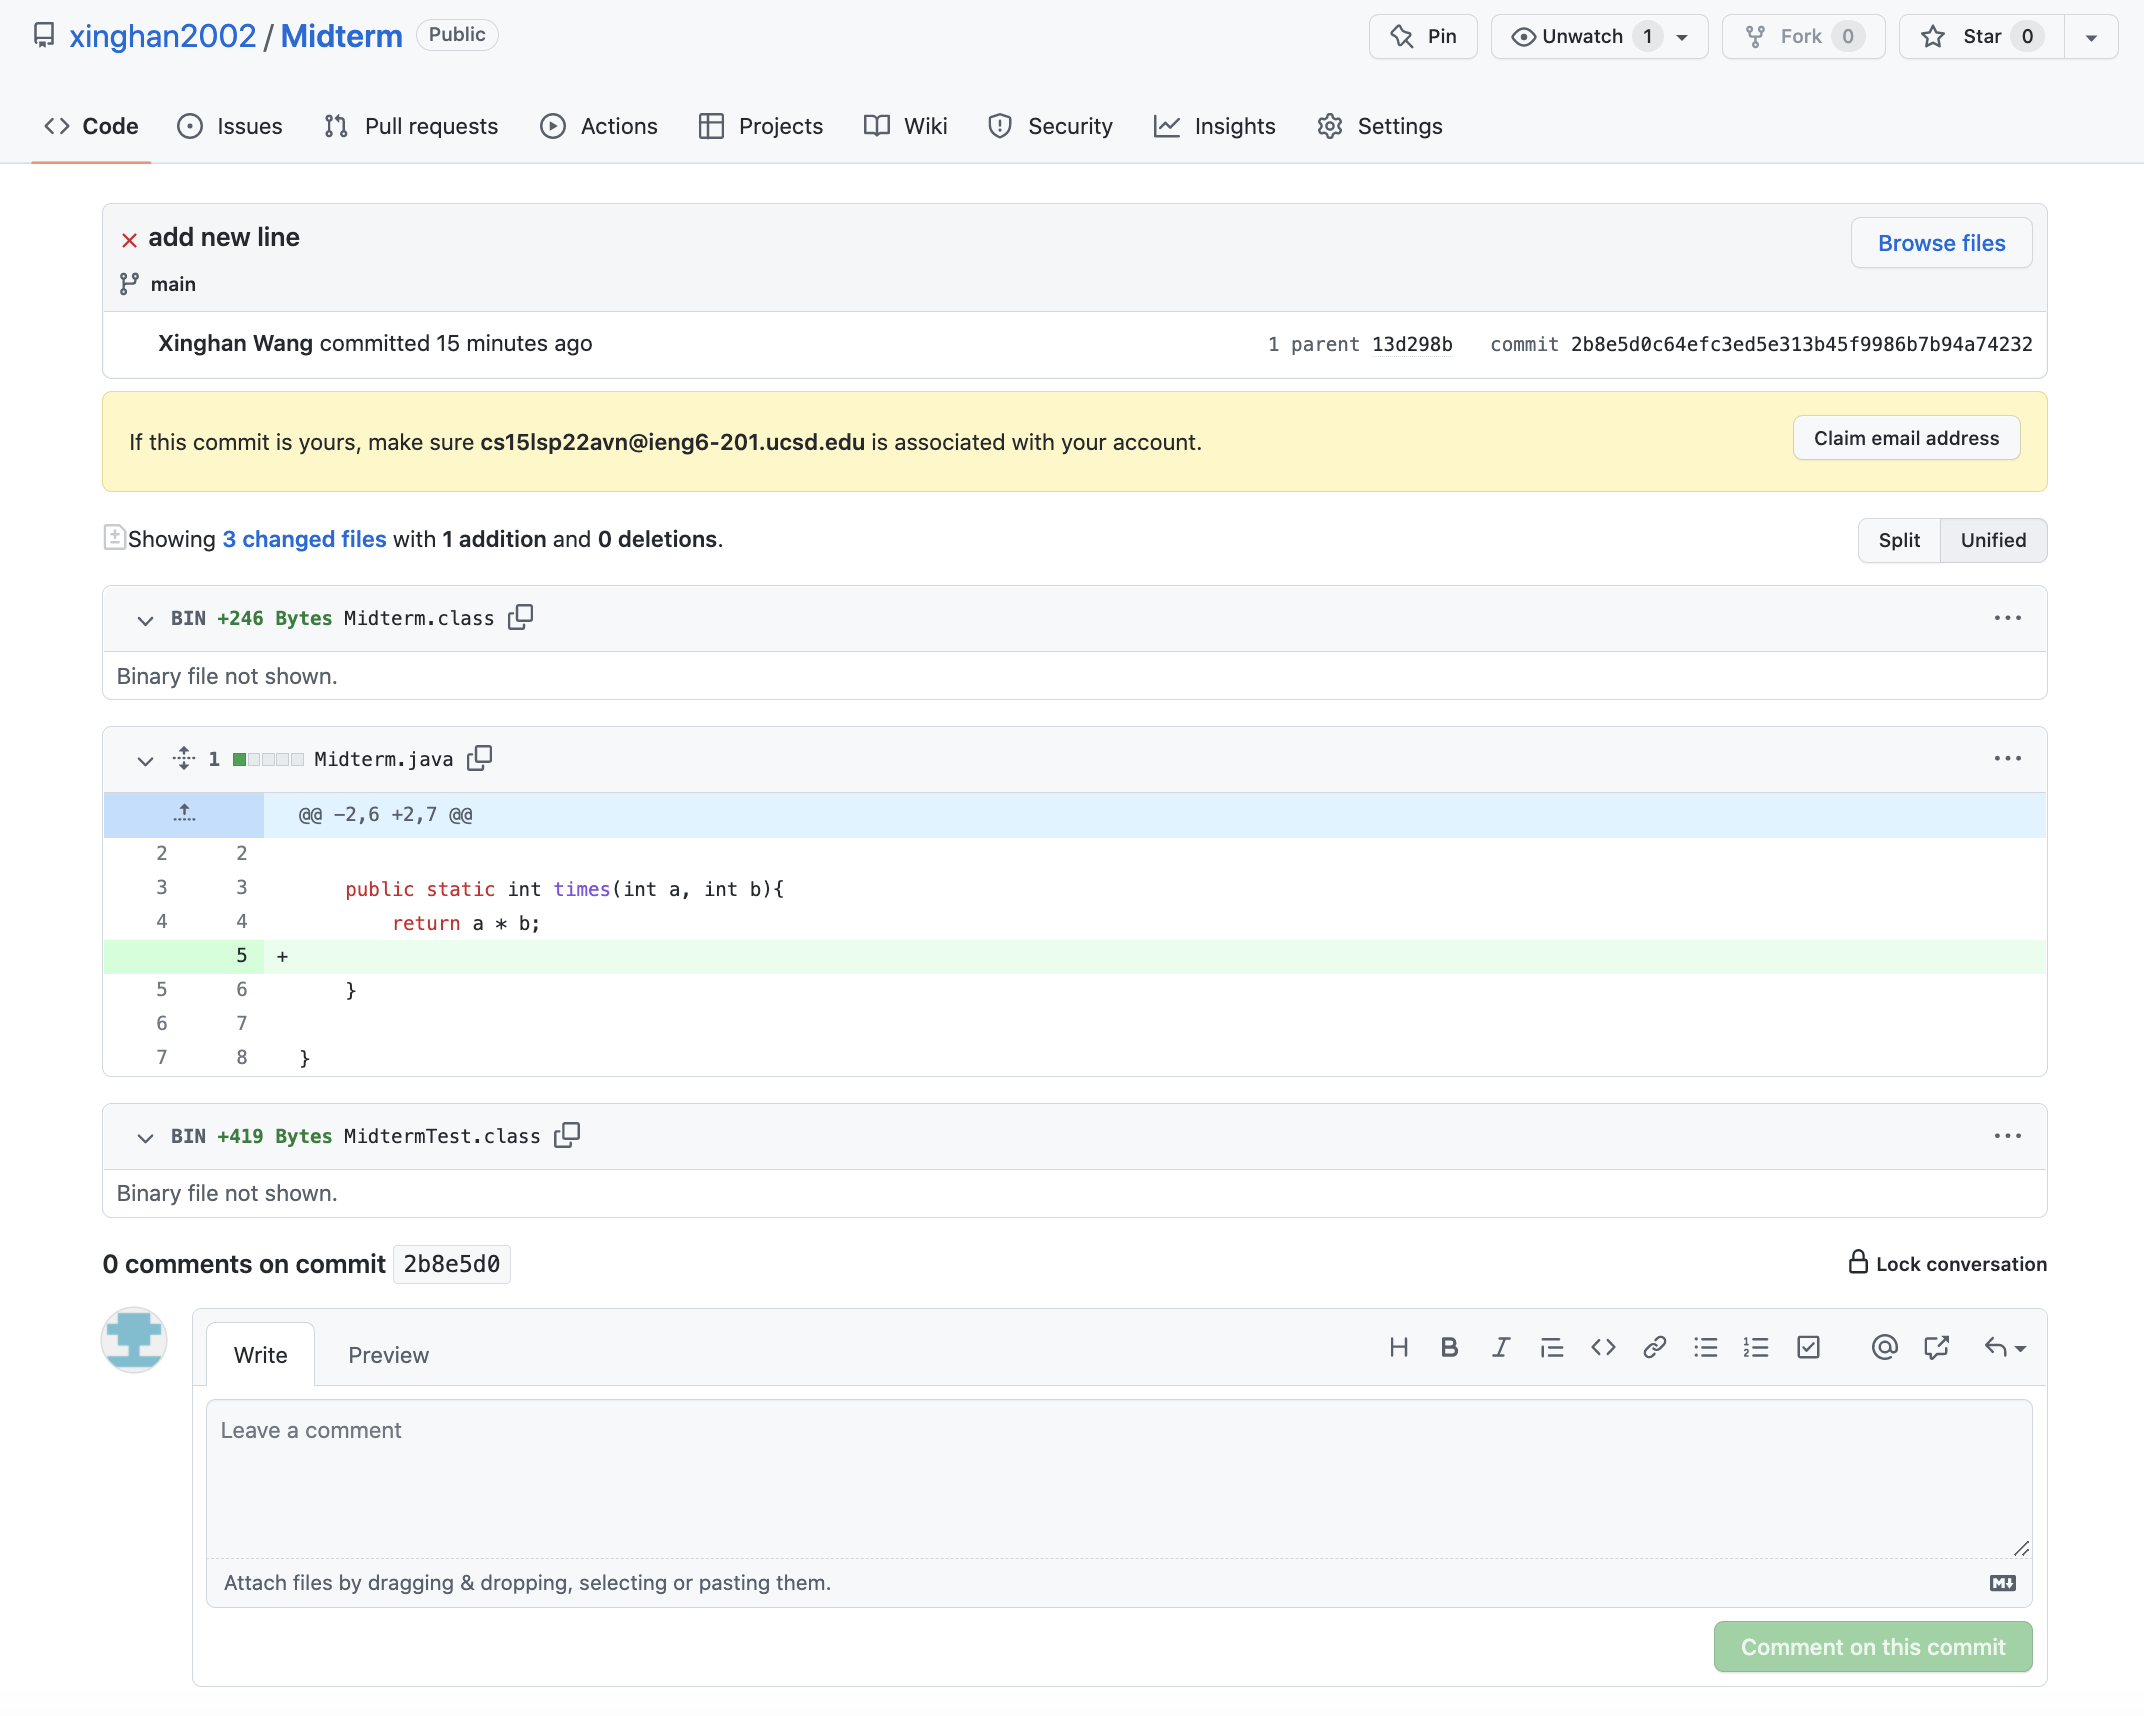 xinghan2002 / Midterm Public Pin Unwatch 1 Fork 0 Star 0
Code Issues Pull requests Actions Projects Wiki Security Insights Settings
add new line
Browse files
main
Xinghan Wang committed 15 minutes ago 1 parent 13d298b commit 2b8e5d0c64efc3ed5e313b45f9986b7b94a74232
If this commit is yours, make sure cs15lsp22avn@ieng6-201.ucsd.edu is associated with your account. Claim email address
Showing 3 changed files with 1 addition and 0 deletions. Split Unified
BIN +246 Bytes Midterm.class
Binary file not shown.
1 Midterm.java
@@ -2,6 +2,7 @@
2 2
3 3 public static int times(int a, int b){
4 4 return a * b;
5 +
5 6 }
6 7
7 8 }
BIN +419 Bytes MidtermTest.class
Binary file not shown.
0 comments on commit 2b8e5d0 Lock conversation
Write Preview
Leave a comment
Attach files by dragging & dropping, selecting or pasting them.
Comment on this commit